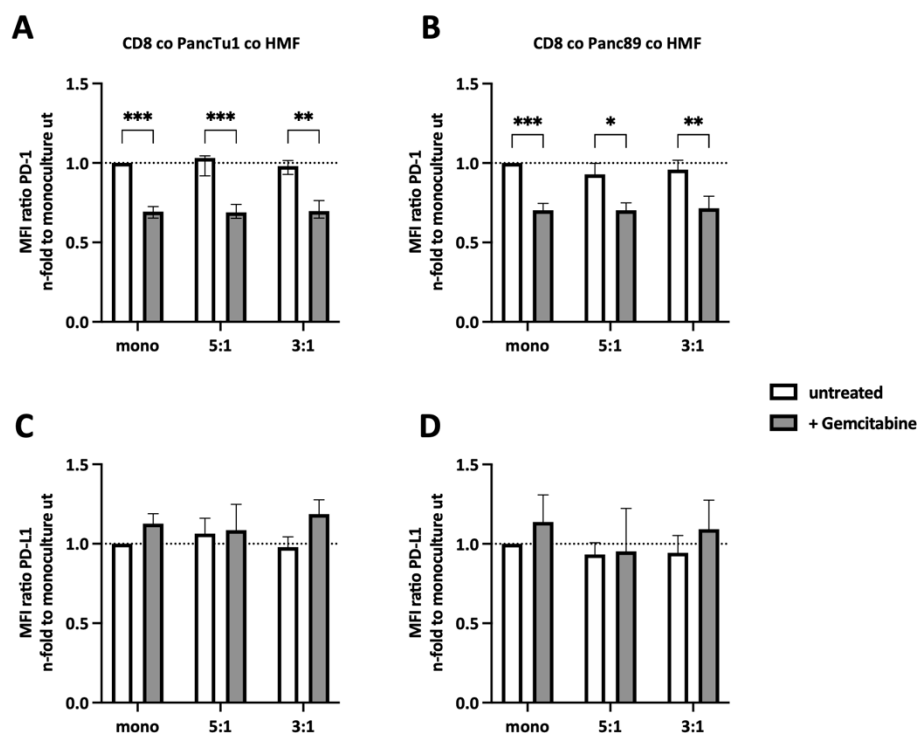 A
CD8 co PancTu1 co HMF
MFI ratio PD-1
n-fold to monoculture ut
1.5
1.0
0.5
0.0
***
***
**
mono 5:1 3:1
B
CD8 co Panc89 co HMF
MFI ratio PD-1
n-fold to monoculture ut
1.5
1.0
0.5
0.0
***
*
**
mono 5:1 3:1
untreated
+ Gemcitabine
C
MFI ratio PD-L1
n-fold to monoculture ut
1.5
1.0
0.5
0.0
mono 5:1 3:1
D
MFI ratio PD-L1
n-fold to monoculture ut
1.5
1.0
0.5
0.0
mono 5:1 3:1